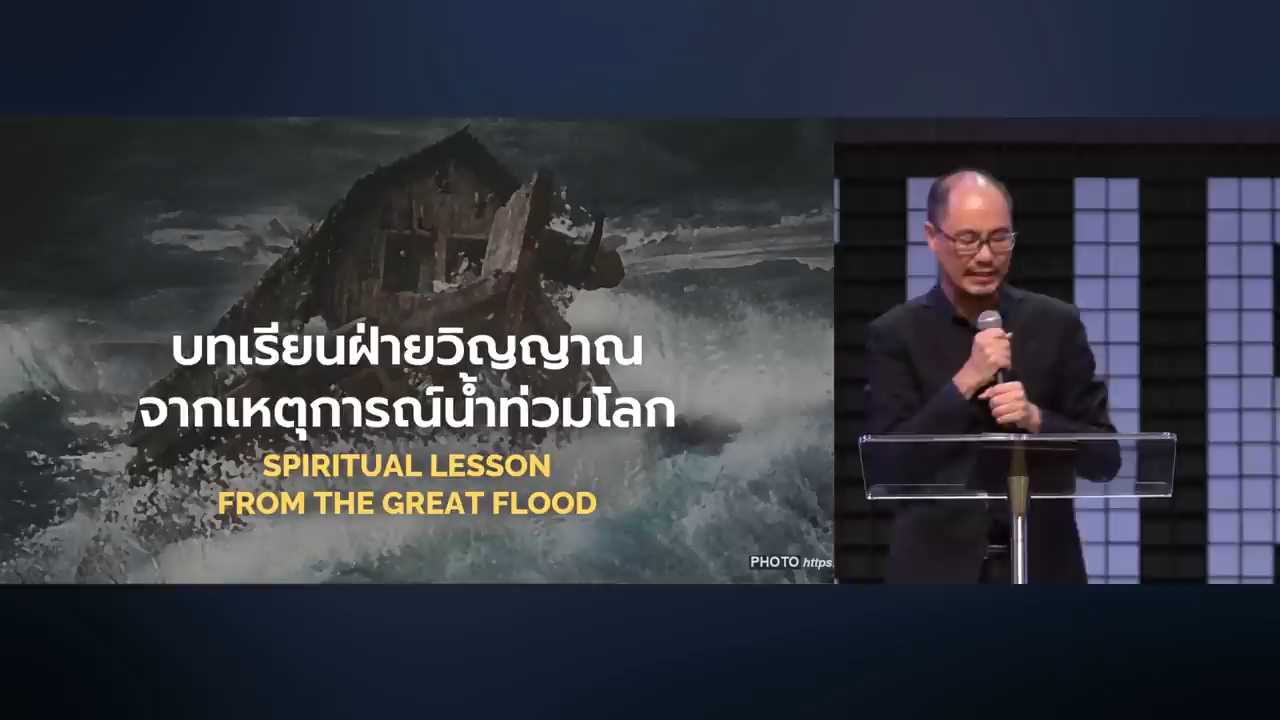 บทเรียนฝ่ายวิญญาณ
จากเหตุการณ์น้ำท่วมโลก
SPIRITUAL LESSON
FROM THE GREAT FLOOD
PHOTO https.